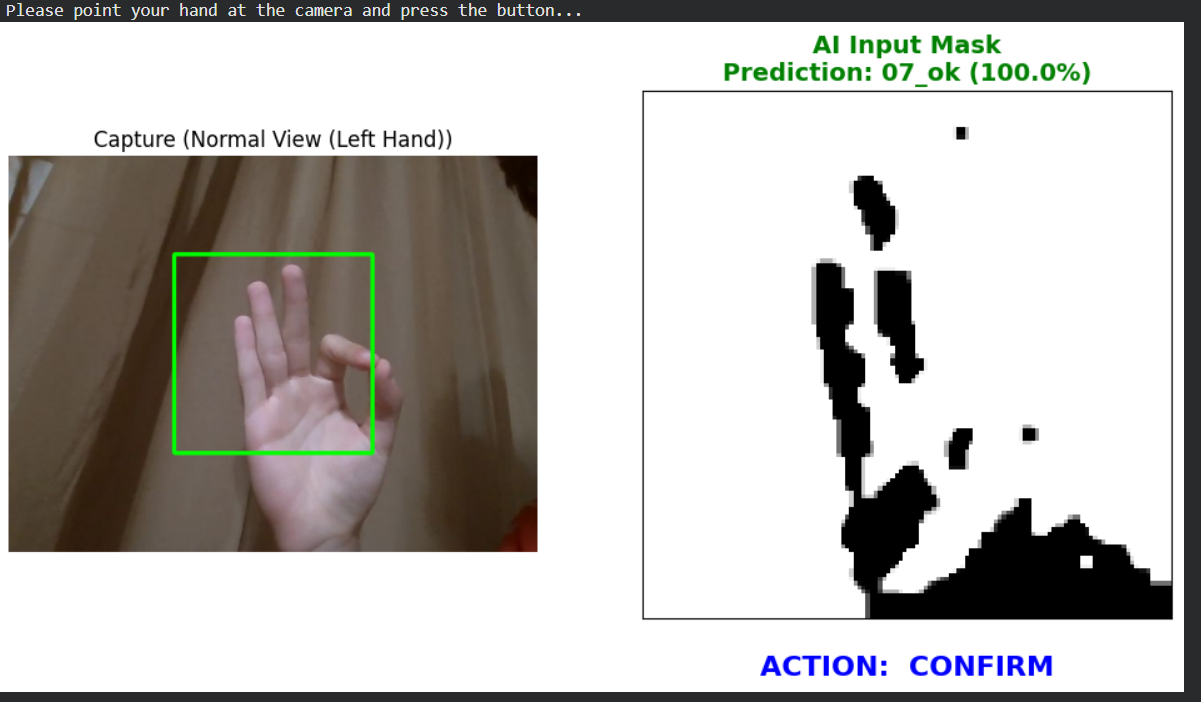 Please point your hand at the camera and press the button...
AI Input Mask
Prediction: 07_ok (100.0%)
Capture (Normal View (Left Hand))
ACTION: CONFIRM